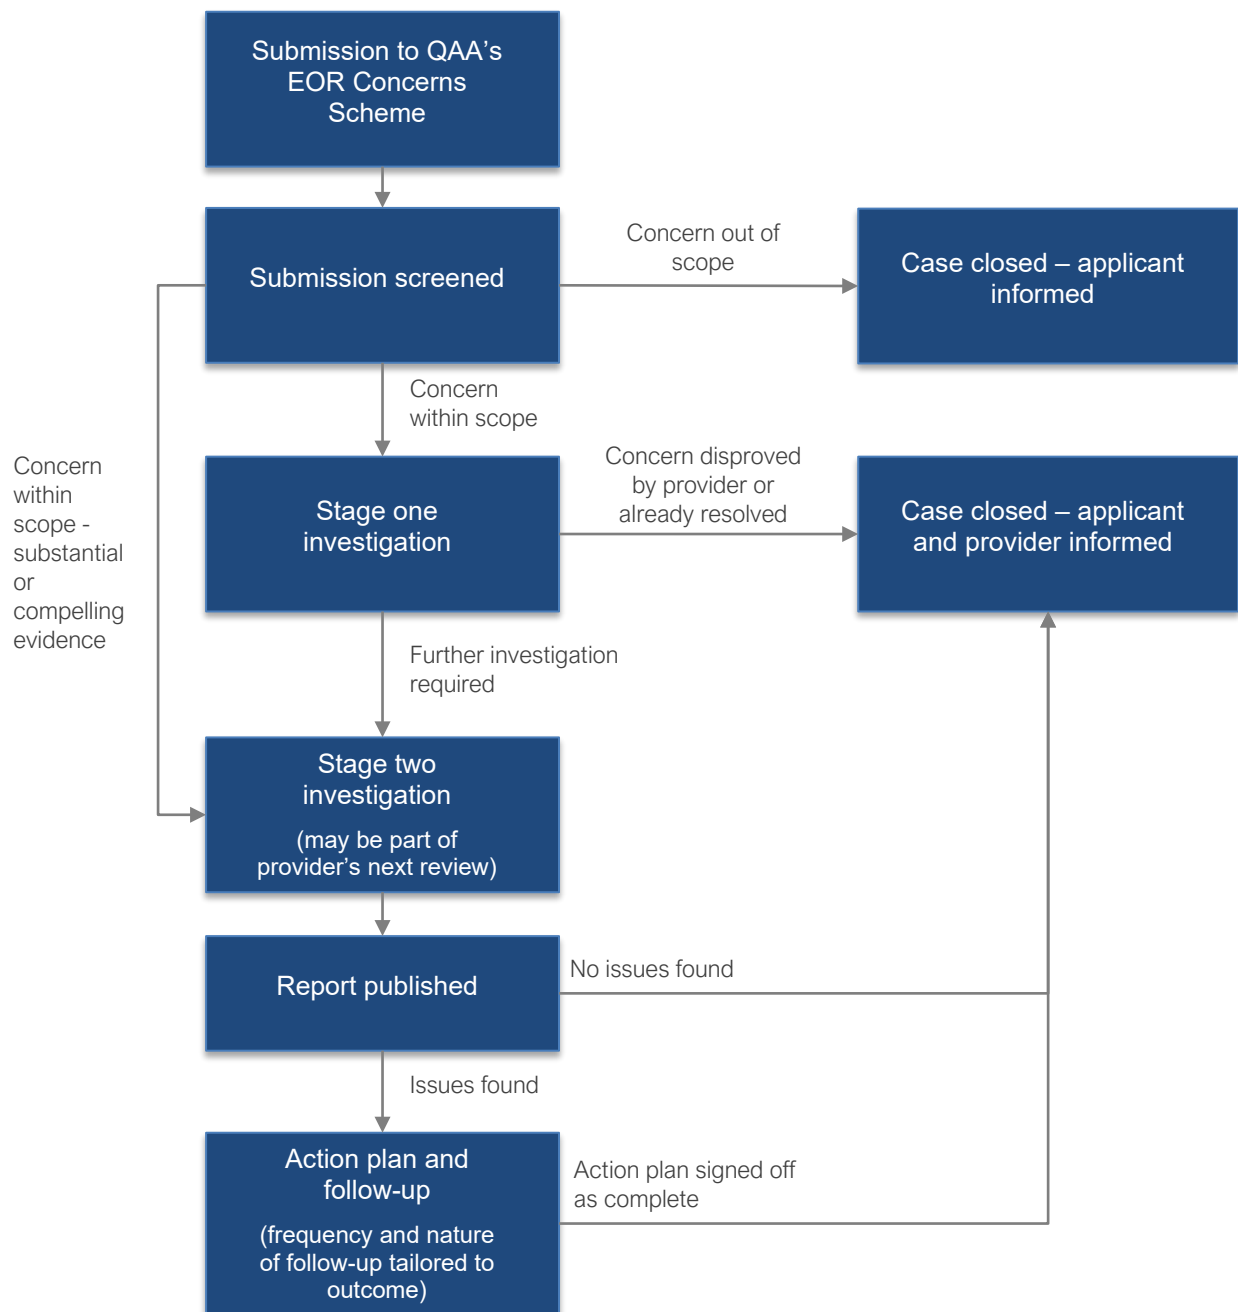 Submission to QAA's
EOR Concerns
Scheme
Submission screened
Concern out of
scope
Case closed – applicant
informed
Concern
within scope
Concern
within
scope -
substantial
or
compelling
evidence
Stage one
investigation
Concern disproved
by provider or
already resolved
Case closed – applicant
and provider informed
Further investigation
required
Stage two
investigation
(may be part of
provider's next review)
Report published
No issues found
Issues found
Action plan and
follow-up
(frequency and nature
of follow-up tailored to
outcome)
Action plan signed off
as complete